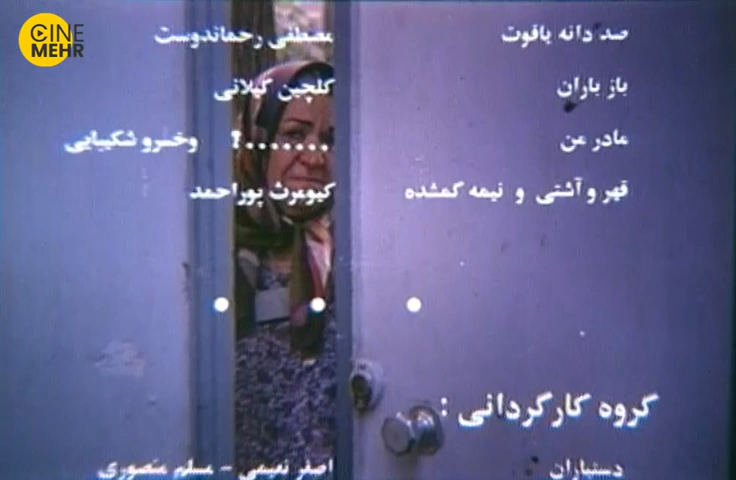 CINE
MEHR
صد دانه یاقوت مصطفی رحماندوست
باز باران گلچین گیلانی
مادر من .......؟ وخسرو شکیبایی
قهر و آشتی و نیمه گمشده کیومرث پوراحمد
• • •
گروه کارگردانی :
دستیاران اصغر نعیمی - مسلم منصوری